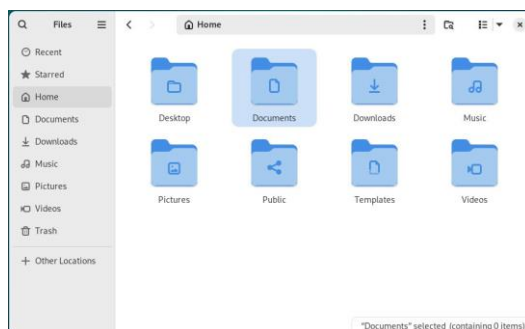 Files
Home
Recent
Starred
Home
Documents
Downloads
Music
Pictures
Videos
Trash
Other Locations
Desktop Documents Downloads Music
Pictures Public Templates Videos
"Documents" selected (containing 0 items)